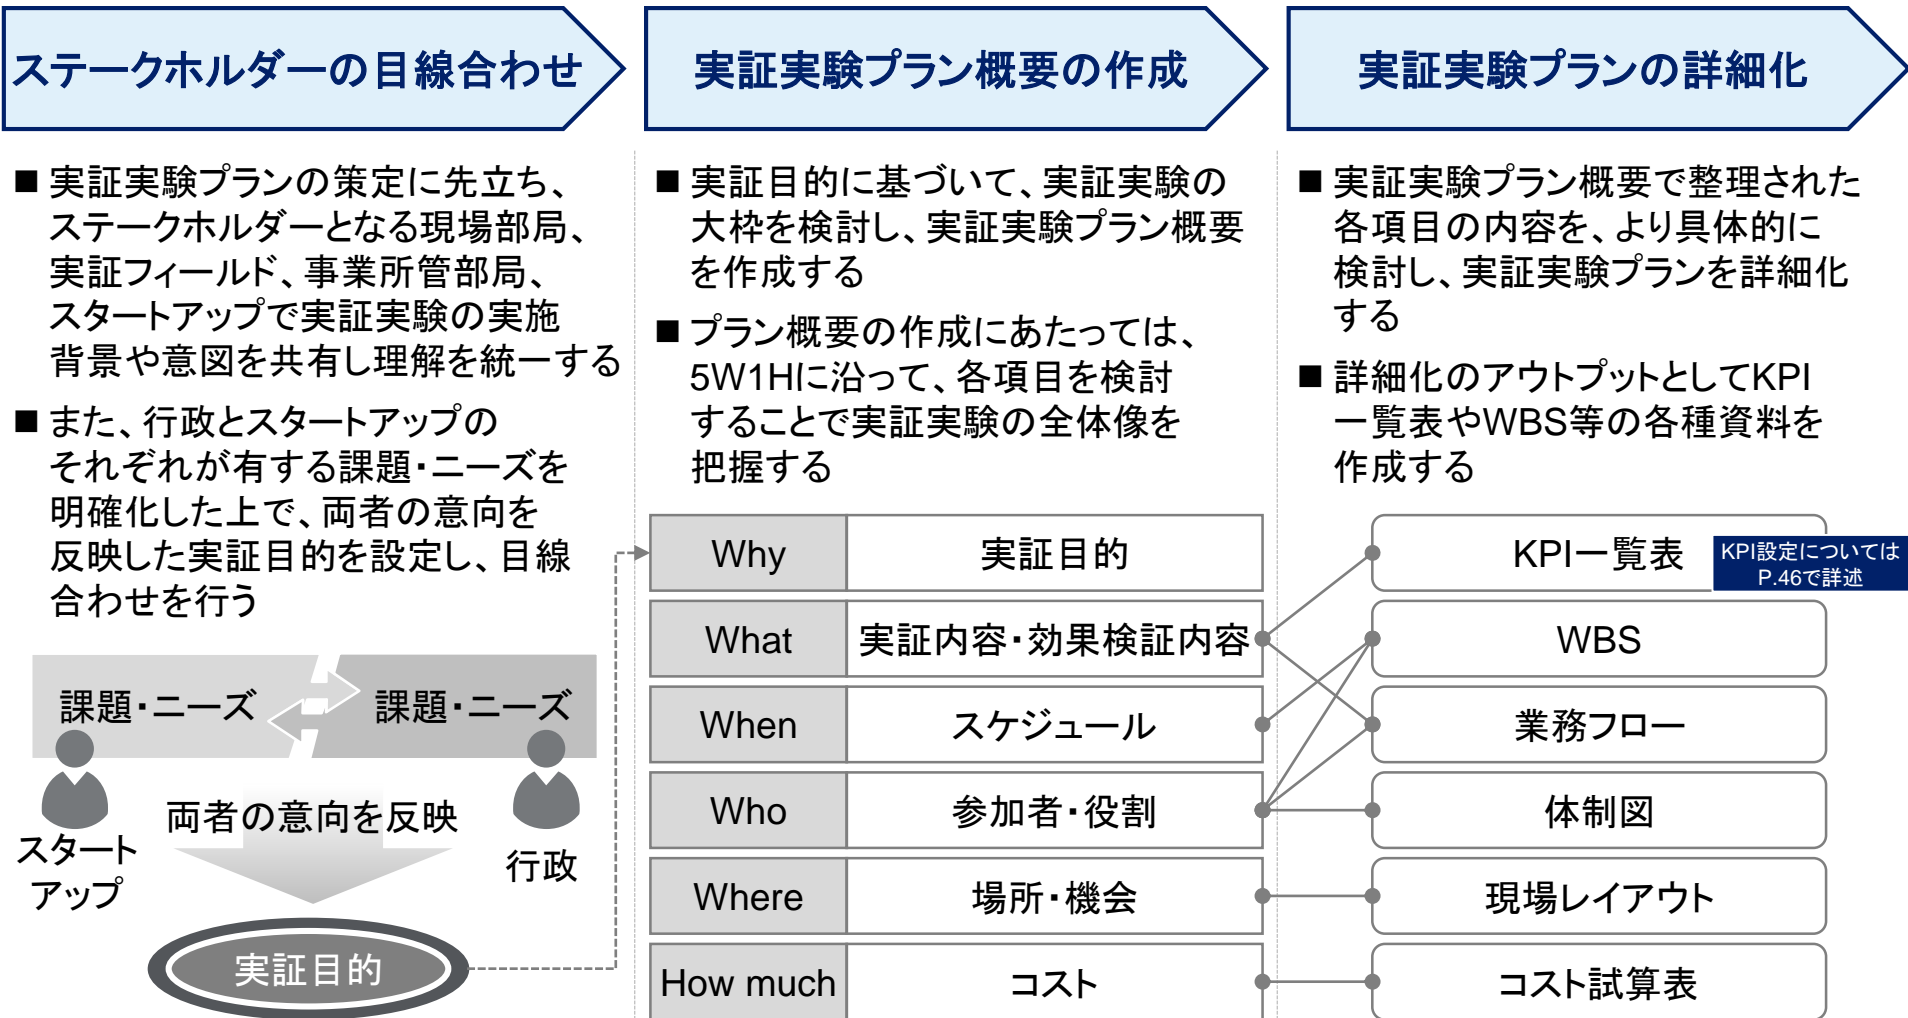 ステークホルダーの目線合わせ
■ 実証実験プランの策定に先立ち、
ステークホルダーとなる現場部局、
実証フィールド、事業所管部局、
スタートアップで実証実験の実施
背景や意図を共有し理解を統一する
■ また、行政とスタートアップの
それぞれが有する課題・ニーズを
明確化した上で、両者の意向を
反映した実証目的を設定し、目線
合わせを行う
課題・ニーズ
課題・ニーズ
スタート
アップ
両者の意向を反映
行政
実証目的
実証実験プラン概要の作成
■ 実証目的に基づいて、実証実験の
大枠を検討し、実証実験プラン概要
を作成する
■ プラン概要の作成にあたっては、
5W1Hに沿って、各項目を検討
することで実証実験の全体像を
把握する
Why 実証目的
What 実証内容・効果検証内容
When スケジュール
Who 参加者・役割
Where 場所・機会
How much コスト
実証実験プランの詳細化
■ 実証実験プラン概要で整理された
各項目の内容を、より具体的に
検討し、実証実験プランを詳細化
する
■ 詳細化のアウトプットとしてKPI
一覧表やWBS等の各種資料を
作成する
KPI一覧表
KPI設定については
P.46で詳述
WBS
業務フロー
体制図
現場レイアウト
コスト試算表